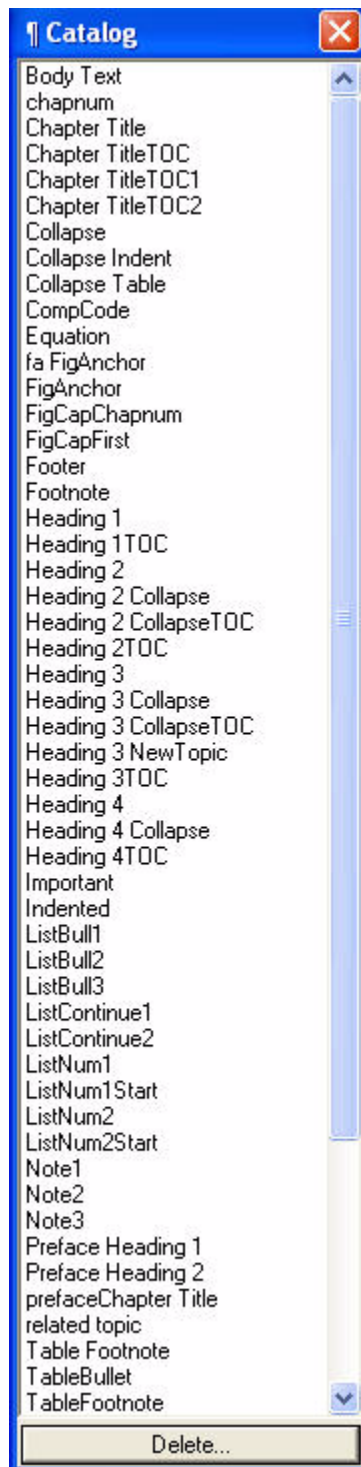 ¶ Catalog
Body Text
chapnum
Chapter Title
Chapter TitleTOC
Chapter TitleTOC1
Chapter TitleTOC2
Collapse
Collapse Indent
Collapse Table
CompCode
Equation
fa FigAnchor
FigAnchor
FigCapChapnum
FigCapFirst
Footer
Footnote
Heading 1
Heading 1TOC
Heading 2
Heading 2 Collapse
Heading 2 CollapseTOC
Heading 2TOC
Heading 3
Heading 3 Collapse
Heading 3 CollapseTOC
Heading 3 NewTopic
Heading 3TOC
Heading 4
Heading 4 Collapse
Heading 4TOC
Important
Indented
ListBull1
ListBull2
ListBull3
ListContinue1
ListContinue2
ListNum1
ListNum1Start
ListNum2
ListNum2Start
Note1
Note2
Note3
Preface Heading 1
Preface Heading 2
prefaceChapter Title
related topic
Table Footnote
TableBullet
TableFootnote
Delete...